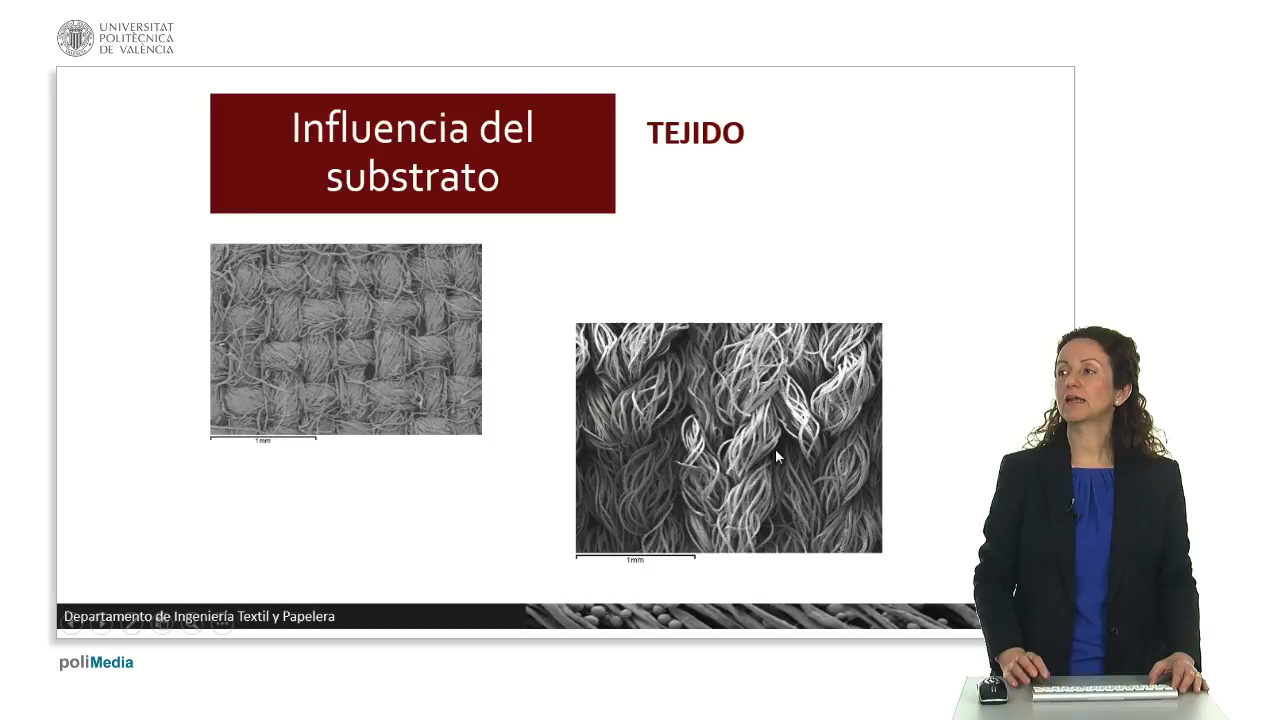 UNIVERSITAT
POLITÈCNICA
DE VALÈNCIA
Influencia del
substrato
TEJIDO
1mm
1mm
Departamento de Ingeniería Textil y Papelera
poliMedia